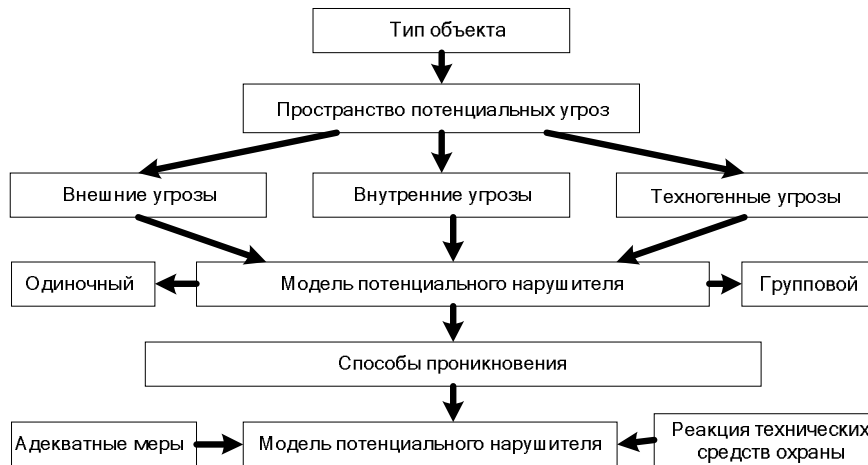 Тип объекта
Пространство потенциальных угроз
Внешние угрозы
Внутренние угрозы
Техногенные угрозы
Одиночный
Модель потенциального нарушителя
Групповой
Способы проникновения
Адекватные меры
Модель потенциального нарушителя
Реакция технических
средств охраны